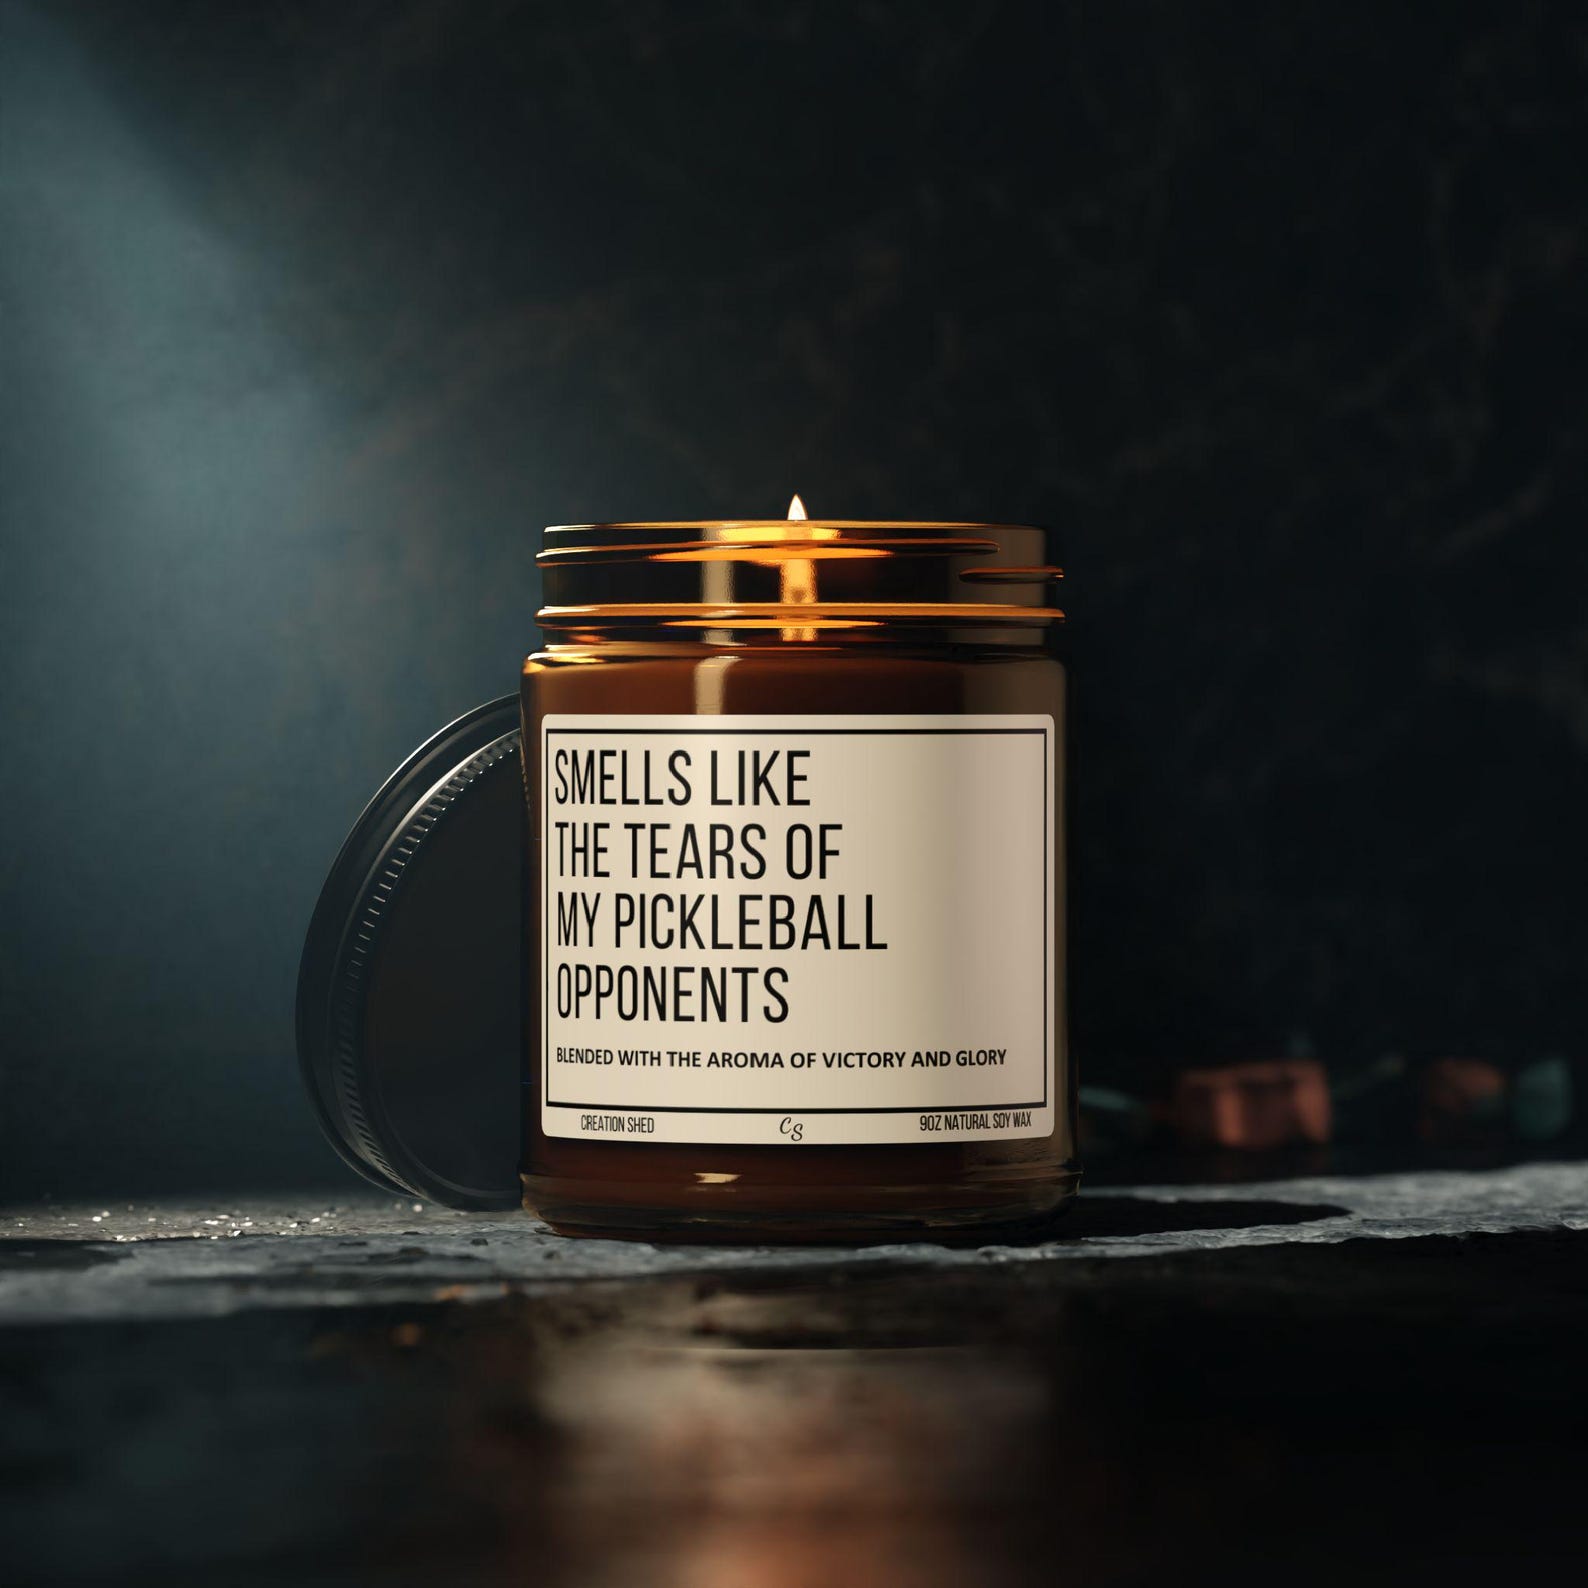 SMELLS LIKE
THE TEARS OF
MY PICKLEBALL
OPPONENTS
BLENDED WITH THE AROMA OF VICTORY AND GLORY
CREATION SHED
CS
9OZ NATURAL SOY WAX